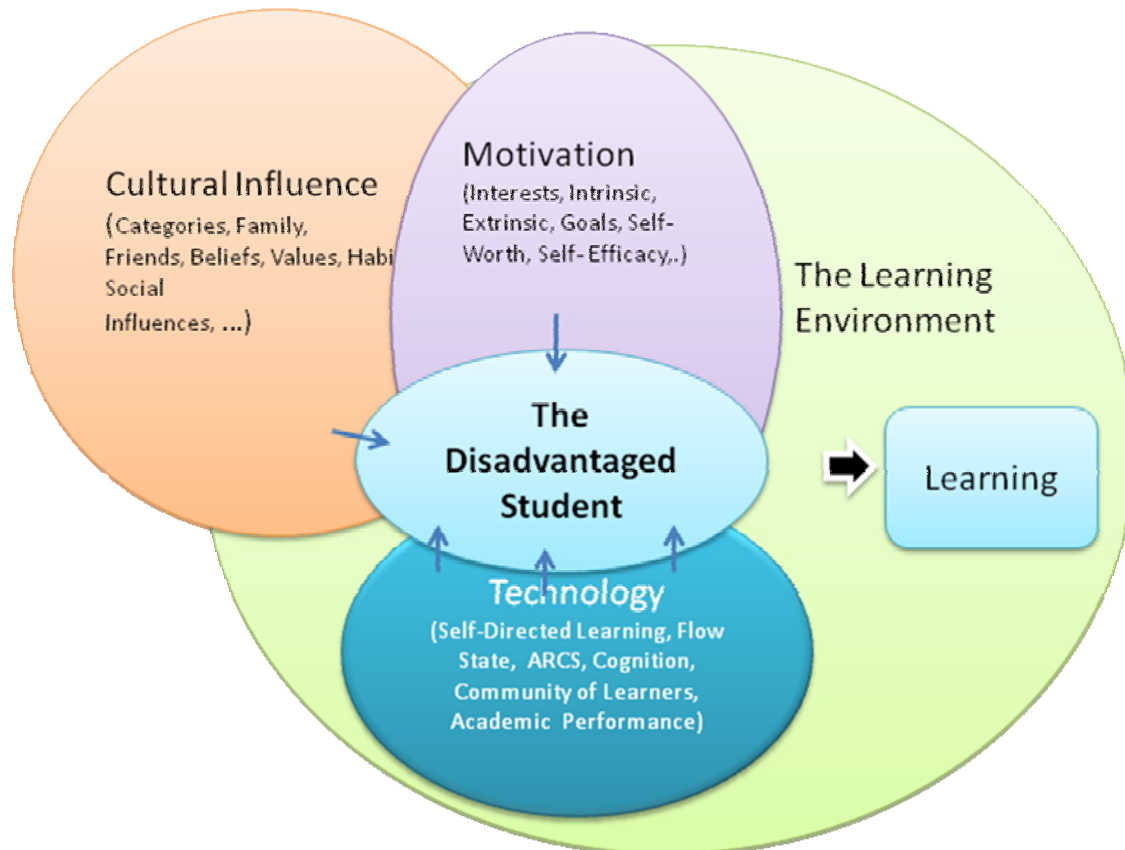 Cultural Influence
(Categories, Family,
Friends, Beliefs, Values, Habi
Social
Influences, ...)
Motivation
(Interests, Intrinsic,
Extrinsic, Goals, Self-
Worth, Self- Efficacy,.)
The Learning
Environment
The
Disadvantaged
Student
Learning
Technology
(Self-Directed Learning, Flow
State, ARCS, Cognition,
Community of Learners,
Academic Performance)